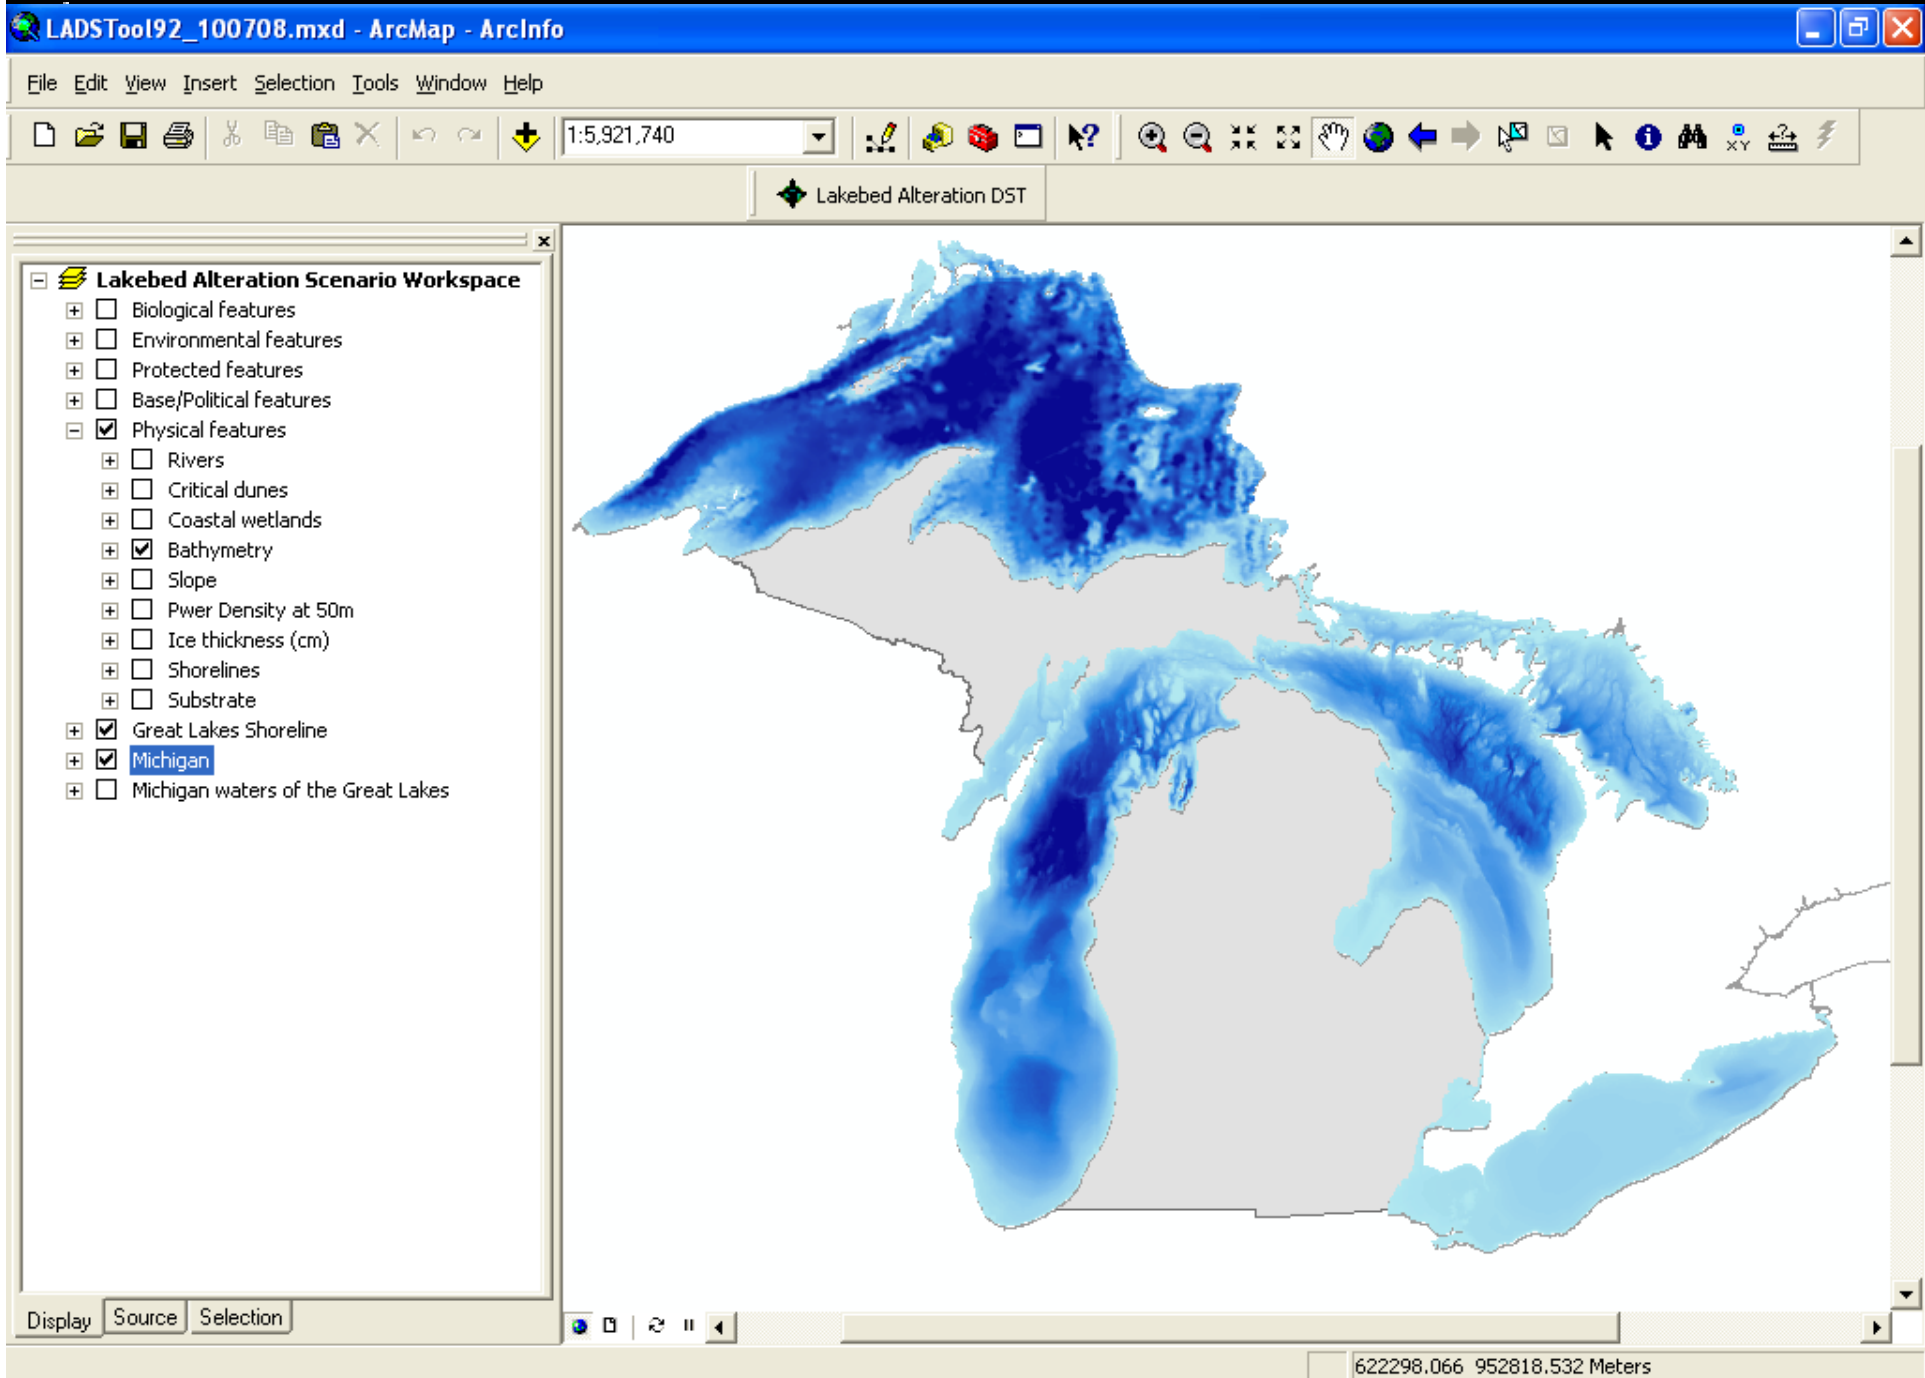 LADSTool92_100708.mxd - ArcMap - ArcInfo
File Edit View Insert Selection Tools Window Help
1:5,921,740
Lakebed Alteration DST
Lakebed Alteration Scenario Workspace
Biological features
Environmental features
Protected features
Base/Political features
Physical features
Rivers
Critical dunes
Coastal wetlands
Bathymetry
Slope
Pwer Density at 50m
Ice thickness (cm)
Shorelines
Substrate
Great Lakes Shoreline
Michigan
Michigan waters of the Great Lakes
Display Source Selection
622298.066 952818.532 Meters